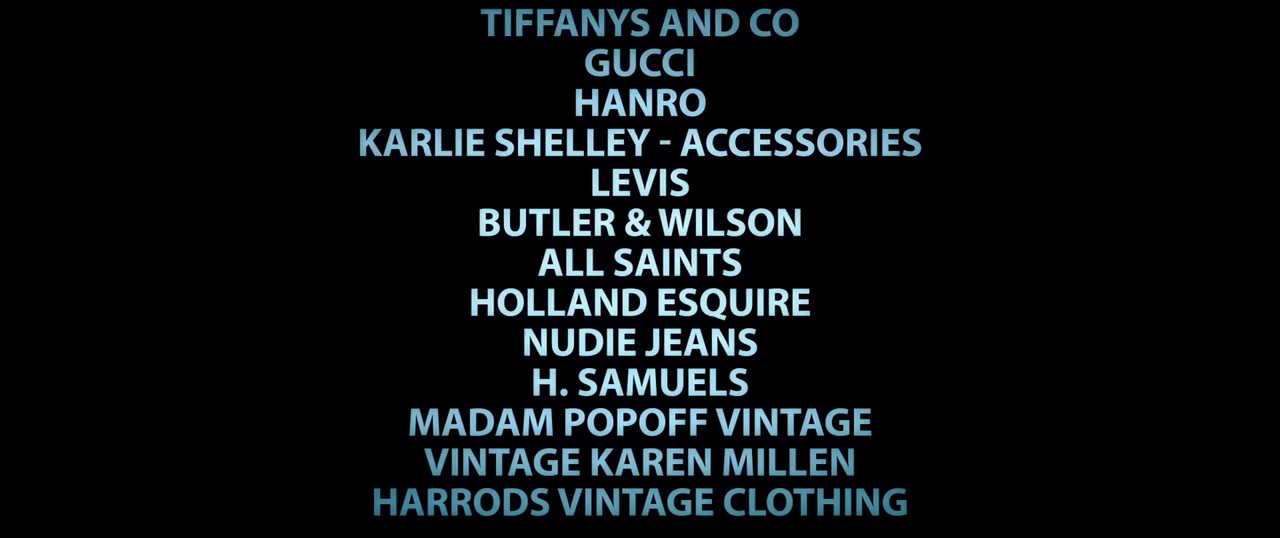 TIFFANYS AND CO
GUCCI
HANRO
KARLIE SHELLEY - ACCESSORIES
LEVIS
BUTLER & WILSON
ALL SAINTS
HOLLAND ESQUIRE
NUDIE JEANS
H. SAMUELS
MADAM POPOFF VINTAGE
VINTAGE KAREN MILLEN
HARRODS VINTAGE CLOTHING